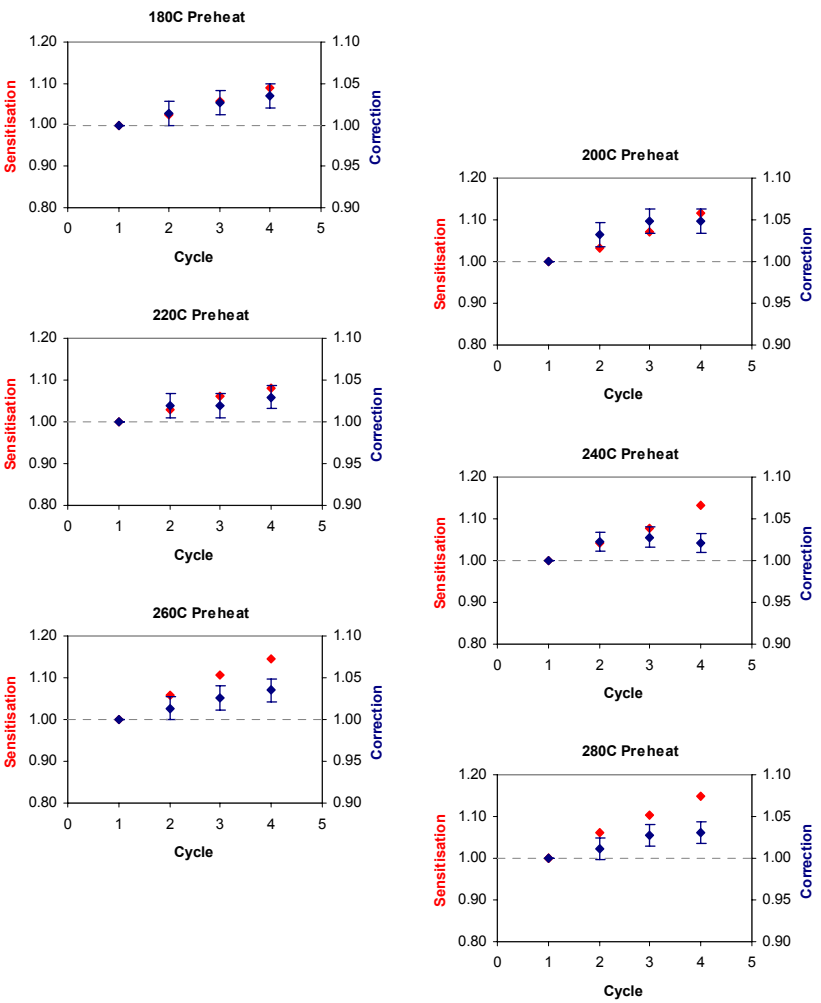 180C Preheat
1.20 1.10
1.10 1.05
1.00 1.00
0.90 0.95
0.80 0.90
0 1 2 3 4 5
Cycle
Sensitisation
Correction
200C Preheat
1.20 1.10
1.10 1.05
1.00 1.00
0.90 0.95
0.80 0.90
0 1 2 3 4 5
Cycle
Sensitisation
Correction
220C Preheat
1.20 1.10
1.10 1.05
1.00 1.00
0.90 0.95
0.80 0.90
0 1 2 3 4 5
Cycle
Sensitisation
Correction
240C Preheat
1.20 1.10
1.10 1.05
1.00 1.00
0.90 0.95
0.80 0.90
0 1 2 3 4 5
Cycle
Sensitisation
Correction
260C Preheat
1.20 1.10
1.10 1.05
1.00 1.00
0.90 0.95
0.80 0.90
0 1 2 3 4 5
Cycle
Sensitisation
Correction
280C Preheat
1.20 1.10
1.10 1.05
1.00 1.00
0.90 0.95
0.80 0.90
0 1 2 3 4 5
Cycle
Sensitisation
Correction